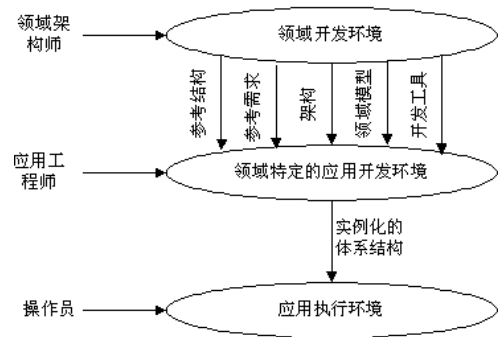 领域架
构师
领域开发环境
参考结构
参考需求
架构
领域模型
开发工具
应用工
程师
领域特定的应用开发环境
实例化的
体系结构
操作员
应用执行环境